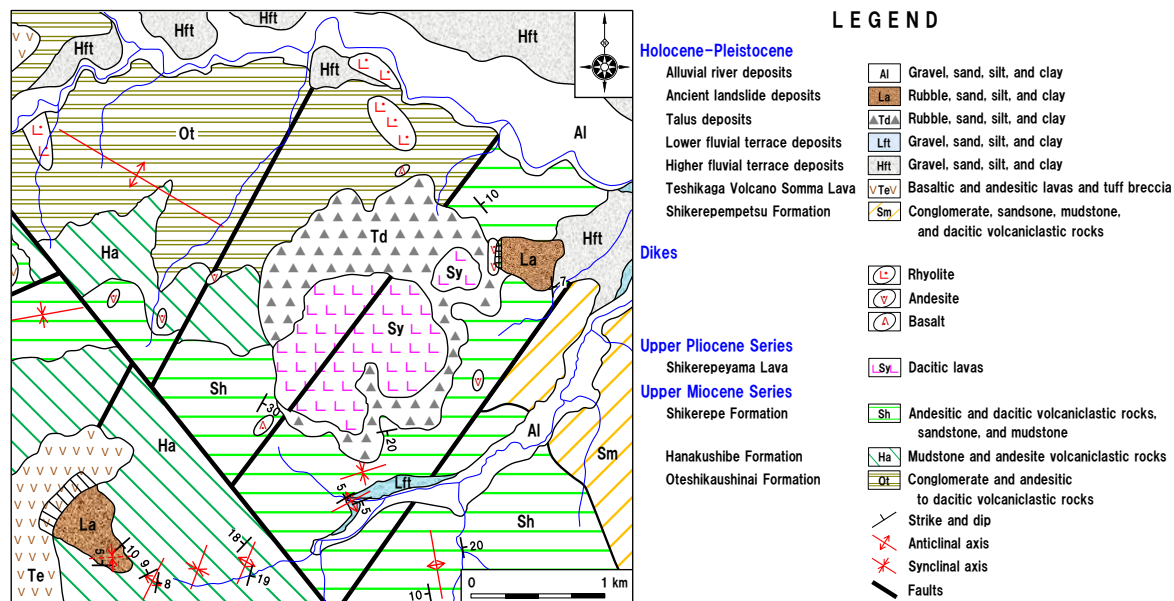 Hft
Hft
Hft
Hft
Hft
Ot
Al
10
Ha
Td
Hft
Sy
La
7
Sy
Sh
30
20
Al
Ha
Sm
Lft
5
5
La
Sh
18
10
9
5
8
19
20
Te
10
0 1 km
LEGEND
Holocene-Pleistocene
Alluvial river deposits Al Gravel, sand, silt, and clay
Ancient landslide deposits La Rubble, sand, silt, and clay
Talus deposits Td Rubble, sand, silt, and clay
Lower fluvial terrace deposits Lft Gravel, sand, silt, and clay
Higher fluvial terrace deposits Hft Gravel, sand, silt, and clay
Teshikaga Volcano Somma Lava Te Basaltic and andesitic lavas and tuff breccia
Shikerepempetsu Formation Sm Conglomerate, sandsone, mudstone,
and dacitic volcaniclastic rocks
Dikes
Rhyolite
Andesite
Basalt
Upper Pliocene Series
Shikerepeyama Lava Sy Dacitic lavas
Upper Miocene Series
Shikerepe Formation Sh Andesitic and dacitic volcaniclastic rocks,
sandstone, and mudstone
Hanakushibe Formation Ha Mudstone and andesite volcaniclastic rocks
Oteshikaushinai Formation Ot Conglomerate and andesitic
to dacitic volcaniclastic rocks
Strike and dip
Anticlinal axis
Synclinal axis
Faults